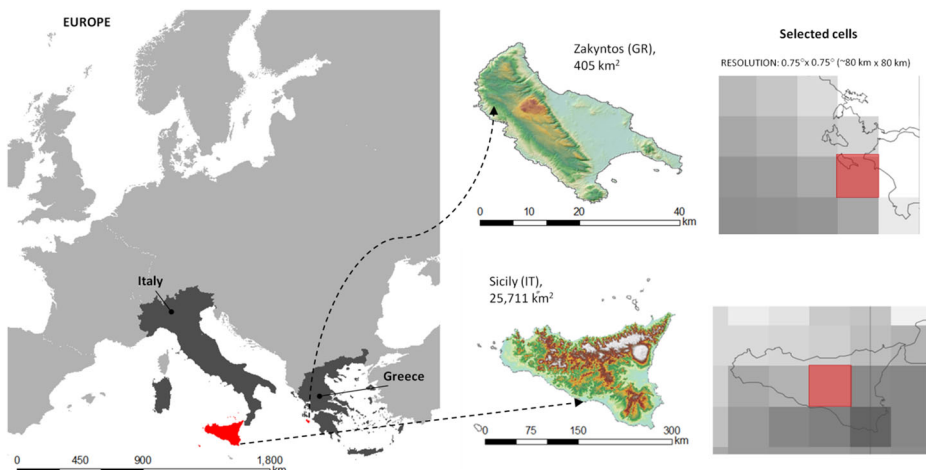 EUROPE
Italy
Greece
0 450 900 1,800
km
Zakyntos (GR),
405 km²
0 10 20 40
km
Sicily (IT),
25,711 km²
0 75 150 300
km
Selected cells
RESOLUTION: 0.75°x 0.75° (~80 km x 80 km)